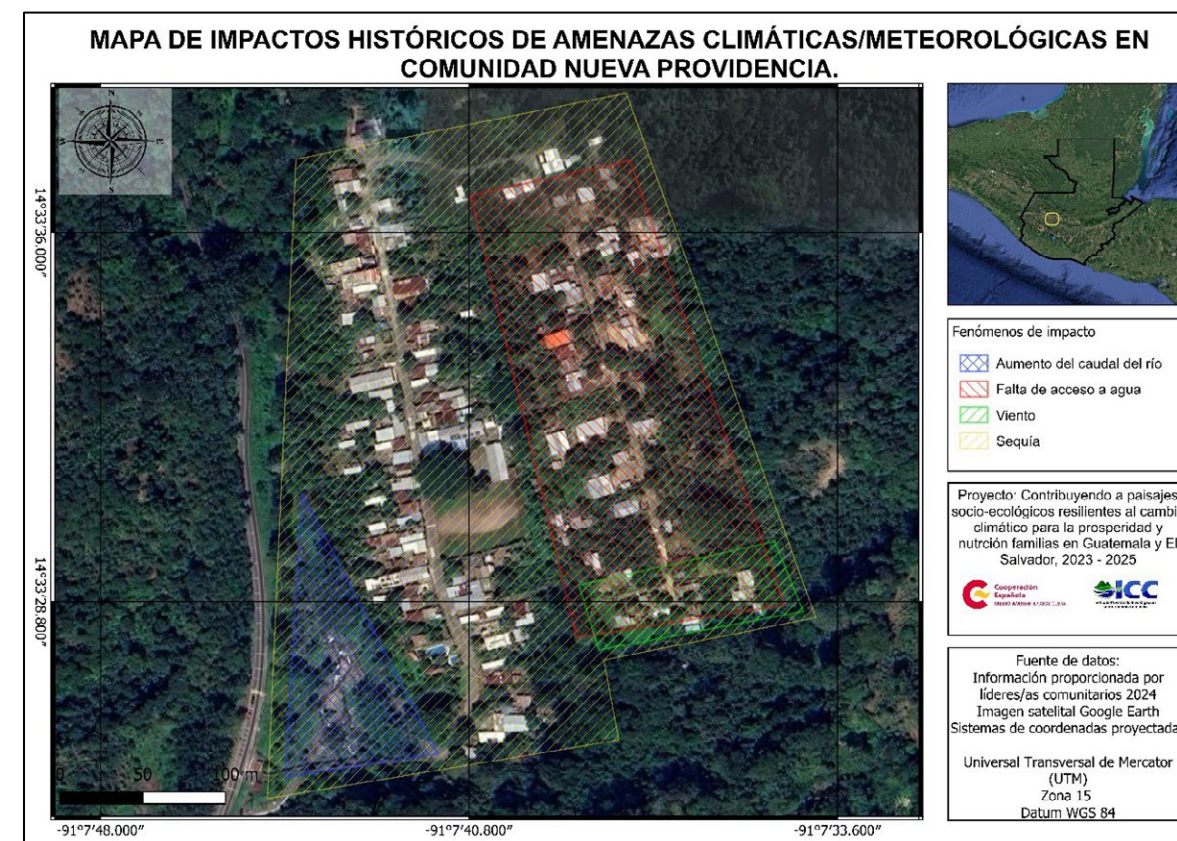 MAPA DE IMPACTOS HISTÓRICOS DE AMENAZAS CLIMÁTICAS/METEOROLÓGICAS EN
COMUNIDAD NUEVA PROVIDENCIA.
N
S
14°33'36.000"
14°33'28.800"
0 50 100 m
-91°7'48.000"
-91°7'40.800"
-91°7'33.600"
Fenómenos de impacto
Aumento del caudal del río
Falta de acceso a agua
Viento
Sequía
Proyecto: Contribuyendo a paisajes
socio-ecológicos resilientes al cambi
climático para la prosperidad y
nutrción familias en Guatemala y El
Salvador, 2023 - 2025
Cooperación
Española
ICC
Fuente de datos:
Información proporcionada por
líderes/as comunitarios 2024
Imagen satelital Google Earth
Sistemas de coordenadas proyectada
Universal Transversal de Mercator
(UTM)
Zona 15
Datum WGS 84